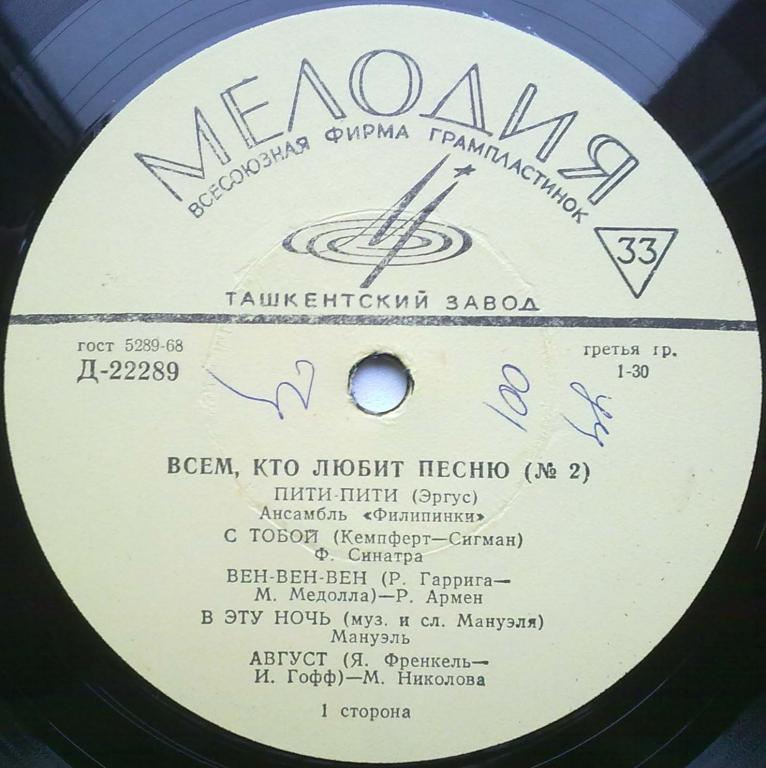 МЕЛОДИЯ
ВСЕСОЮЗНАЯ ФИРМА ГРАМПЛАСТИНОК
33
ТАШКЕНТСКИЙ ЗАВОД
гост 5289-68
Д-22289
третья гр.
1-30
001
ВСЕМ, КТО ЛЮБИТ ПЕСНЮ (№ 2)
ПИТИ-ПИТИ (Эргус)
Ансамбль «Филипинки»
С ТОБОЙ (Кемпферт—Сигман)
Ф. Синатра
ВЕН-ВЕН-ВЕН (Р. Гаррига—
М. Медолла)—Р. Армен
В ЭТУ НОЧЬ (муз. и сл. Мануэля)
Мануэль
АВГУСТ (Я. Френкель—
И. Гофф)—М. Николова
1 сторона